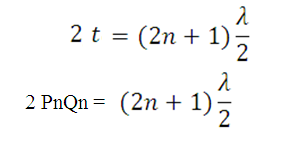 2 t = (2n + 1) λ/2
2 PnQn = (2n + 1) λ/2